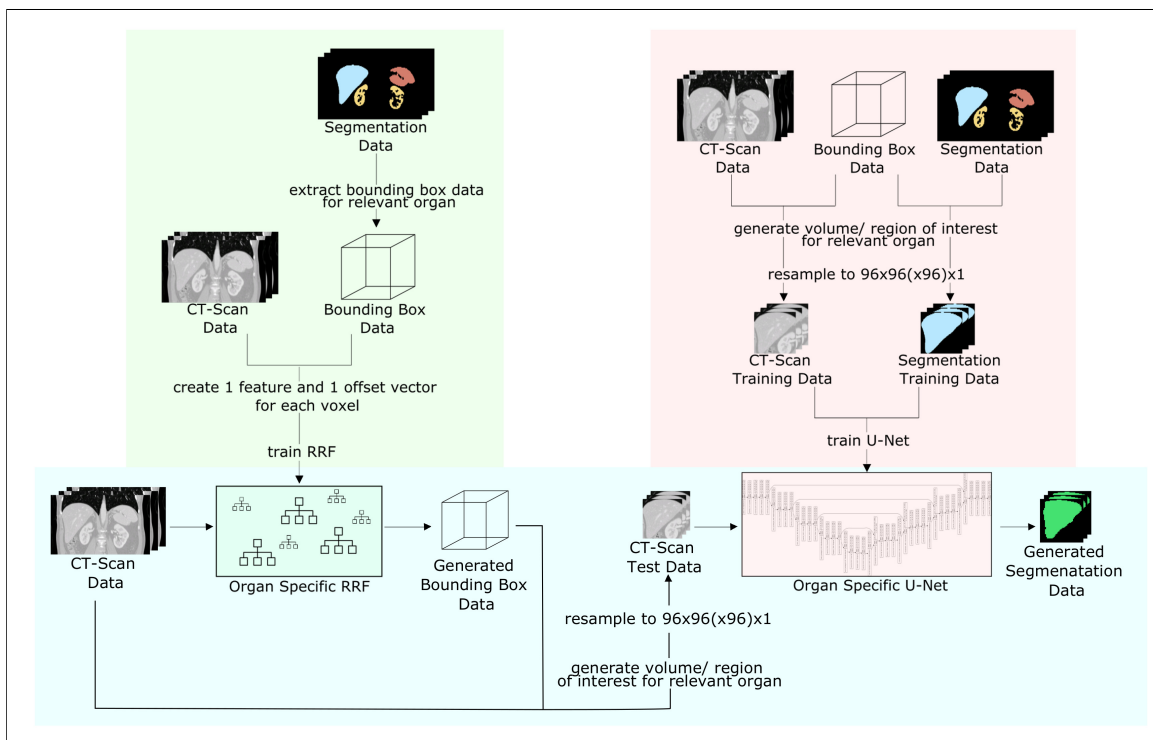 Segmentation
Data
extract bounding box data
for relevant organ
CT-Scan
Data
Bounding Box
Data
create 1 feature and 1 offset vector
for each voxel
train RRF
CT-Scan
Data
Bounding Box
Data
Segmentation
Data
generate volume/ region of interest
for relevant organ
resample to 96x96(x96)x1
CT-Scan
Training Data
Segmentation
Training Data
train U-Net
CT-Scan
Data
Organ Specific RRF
Generated
Bounding Box
Data
CT-Scan
Test Data
Organ Specific U-Net
Generated
Segmenatation
Data
resample to 96x96(x96)x1
generate volume/ region
of interest for relevant organ